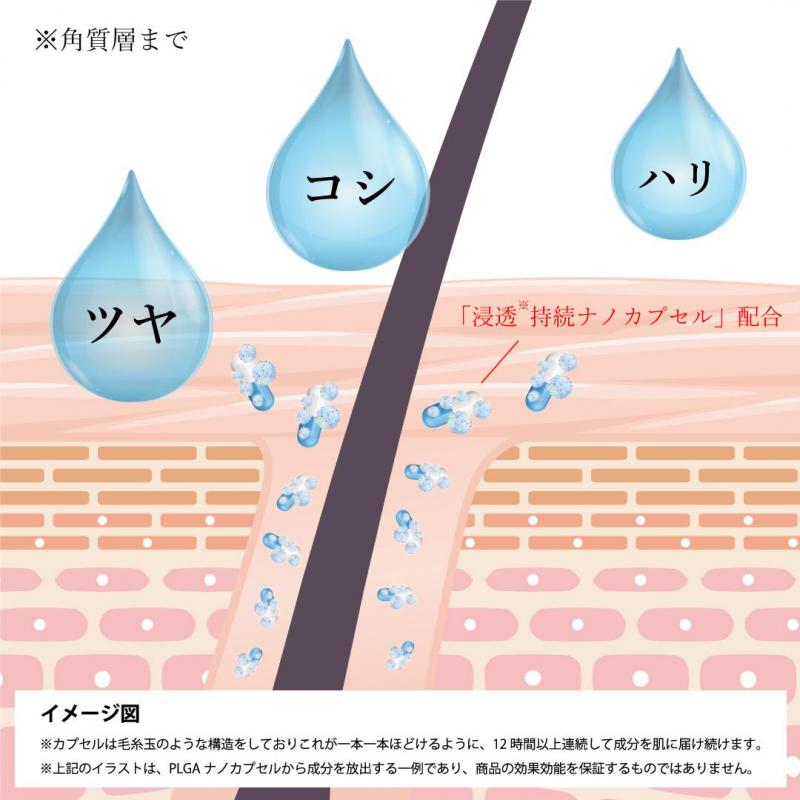 ※角質層まで
コシ
ハリ
ツヤ
「浸透※持続ナノカプセル」配合
イメージ図
※カプセルは毛糸玉のような構造をしておりこれが一本一本ほどけるように、12時間以上連続して成分を肌に届け続けます。
※上記のイラストは、PLGAナノカプセルから成分を放出する一例であり、商品の効果効能を保証するものではありません。